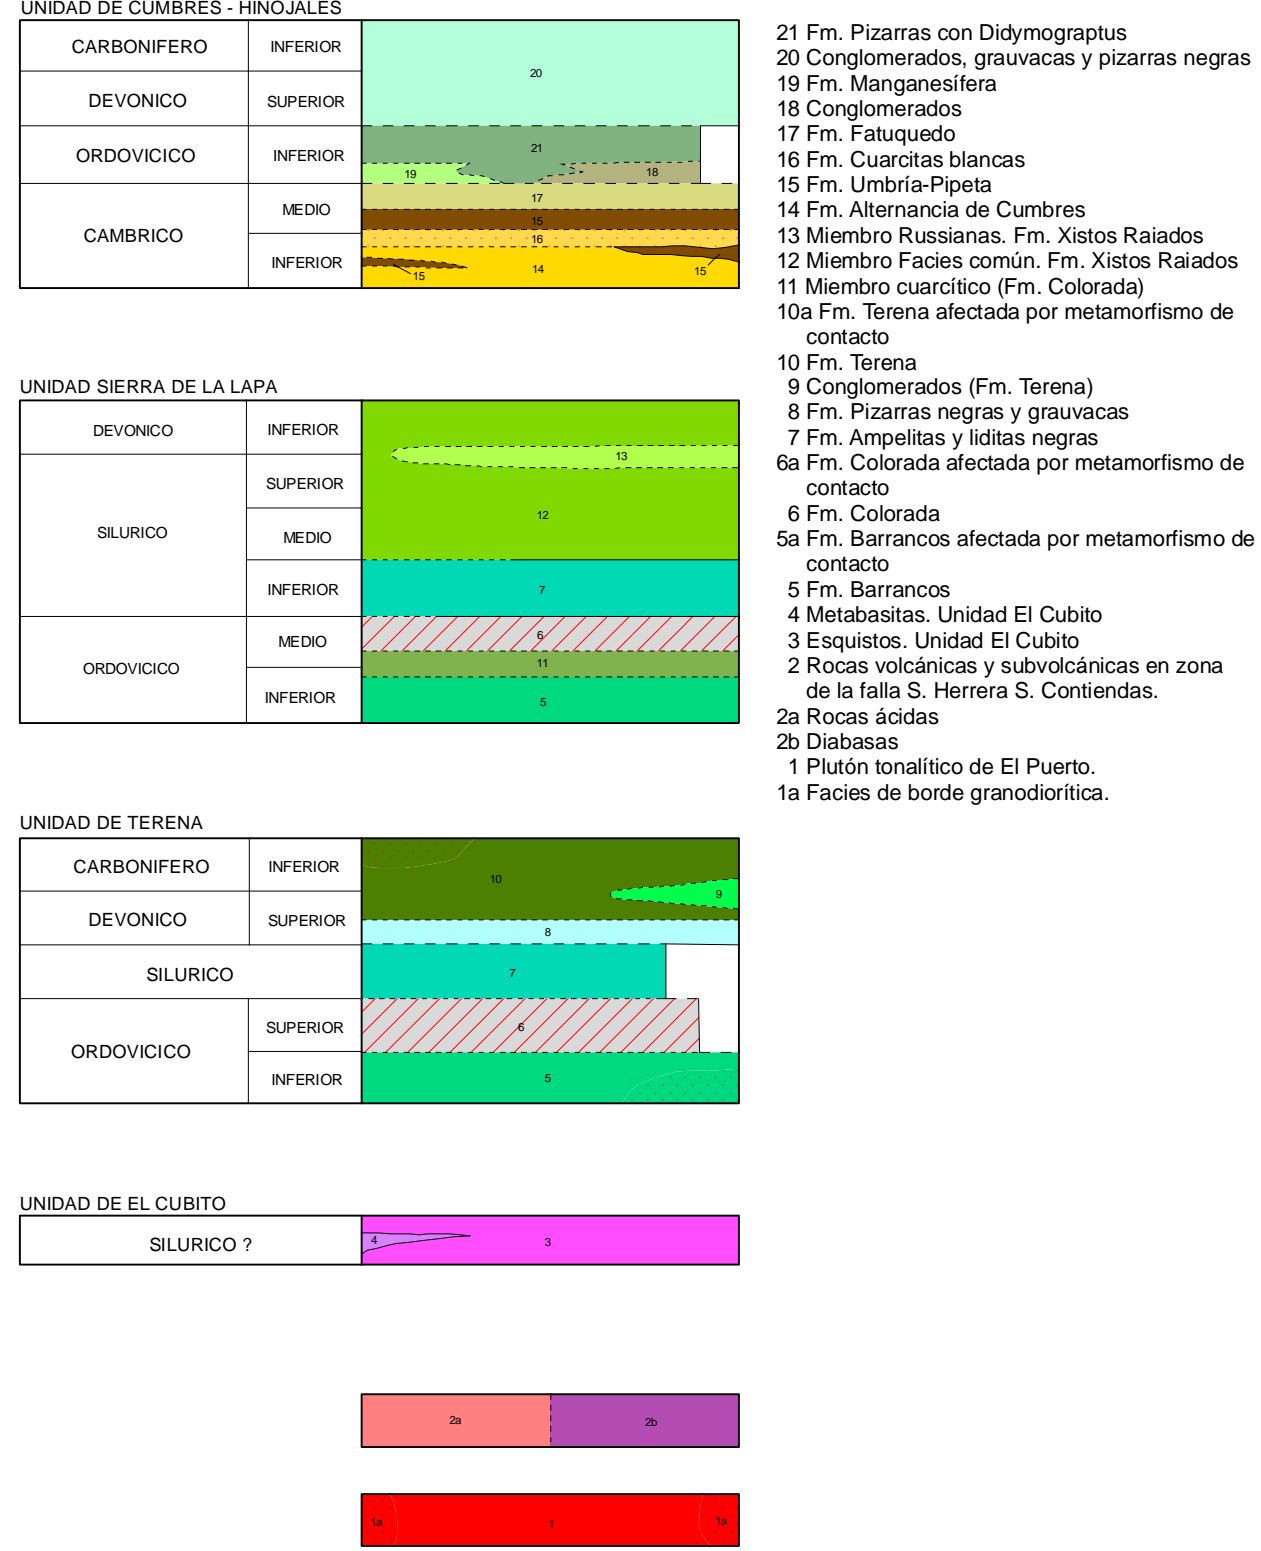 UNIDAD DE CUMBRES - HINOJALES
CARBONIFERO
INFERIOR
DEVONICO
SUPERIOR
ORDOVICICO
INFERIOR
CAMBRICO
MEDIO
INFERIOR
20
21
19
18
17
15
16
14
15
15
UNIDAD SIERRA DE LA LAPA
DEVONICO
INFERIOR
SILURICO
SUPERIOR
MEDIO
INFERIOR
ORDOVICICO
MEDIO
INFERIOR
13
12
7
6
11
5
UNIDAD DE TERENA
CARBONIFERO
INFERIOR
DEVONICO
SUPERIOR
SILURICO
ORDOVICICO
SUPERIOR
INFERIOR
10
9
8
7
6
5
UNIDAD DE EL CUBITO
SILURICO ?
4
3
2a
2b
1a
1
1a
21 Fm. Pizarras con Didymograptus
20 Conglomerados, grauvacas y pizarras negras
19 Fm. Manganesífera
18 Conglomerados
17 Fm. Fatuquedo
16 Fm. Cuarcitas blancas
15 Fm. Umbría-Pipeta
14 Fm. Alternancia de Cumbres
13 Miembro Russianas. Fm. Xistos Raiados
12 Miembro Facies común. Fm. Xistos Raiados
11 Miembro cuarcítico (Fm. Colorada)
10a Fm. Terena afectada por metamorfismo de
contacto
10 Fm. Terena
9 Conglomerados (Fm. Terena)
8 Fm. Pizarras negras y grauvacas
7 Fm. Ampelitas y liditas negras
6a Fm. Colorada afectada por metamorfismo de
contacto
6 Fm. Colorada
5a Fm. Barrancos afectada por metamorfismo de
contacto
5 Fm. Barrancos
4 Metabasitas. Unidad El Cubito
3 Esquistos. Unidad El Cubito
2 Rocas volcánicas y subvolcánicas en zona
de la falla S. Herrera S. Contiendas.
2a Rocas ácidas
2b Diabasas
1 Plutón tonalítico de El Puerto.
1a Facies de borde granodiorítica.